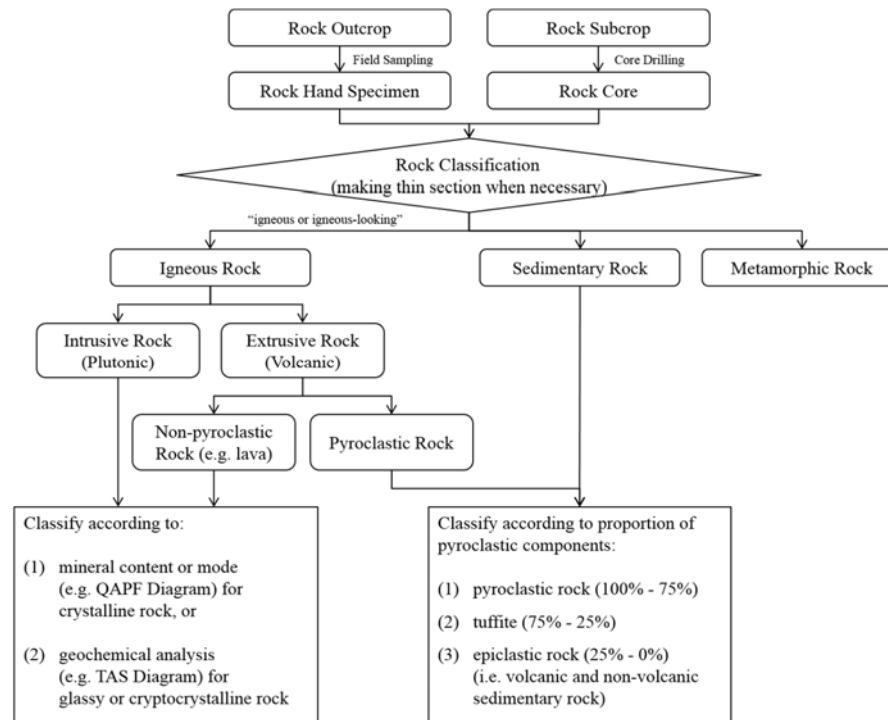 Rock Outcrop
Rock Subcrop
Field Sampling
Core Drilling
Rock Hand Specimen
Rock Core
Rock Classification
(making thin section when necessary)
“igneous or igneous-looking”
Igneous Rock
Sedimentary Rock
Metamorphic Rock
Intrusive Rock
(Plutonic)
Extrusive Rock
(Volcanic)
Non-pyroclastic
Rock (e.g. lava)
Pyroclastic Rock
Classify according to:
(1) mineral content or mode
(e.g. QAPF Diagram) for
crystalline rock, or
(2) geochemical analysis
(e.g. TAS Diagram) for
glassy or cryptocrystalline rock
Classify according to proportion of
pyroclastic components:
(1) pyroclastic rock (100% - 75%)
(2) tuffite (75% - 25%)
(3) epiclastic rock (25% - 0%)
(i.e. volcanic and non-volcanic
sedimentary rock)